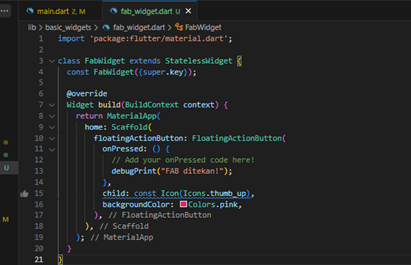 main.dart 2, M
fab_widget.dart U
lib > basic_widgets > fab_widget.dart > FabWidget
1 import 'package:flutter/material.dart';
2
3 class FabWidget extends StatelessWidget {
4 const FabWidget({super.key});
5
6 @override
7 Widget build(BuildContext context) {
8 return MaterialApp(
9 home: Scaffold(
10 floatingActionButton: FloatingActionButton(
11 onPressed: () {
12 // Add your onPressed code here!
13 debugPrint("FAB ditekan!");
14 },
15 child: const Icon(Icons.thumb_up),
16 backgroundColor: Colors.pink,
17 ), // FloatingActionButton
18 ), // Scaffold
19 ); // MaterialApp
20 }
21 }
U
M